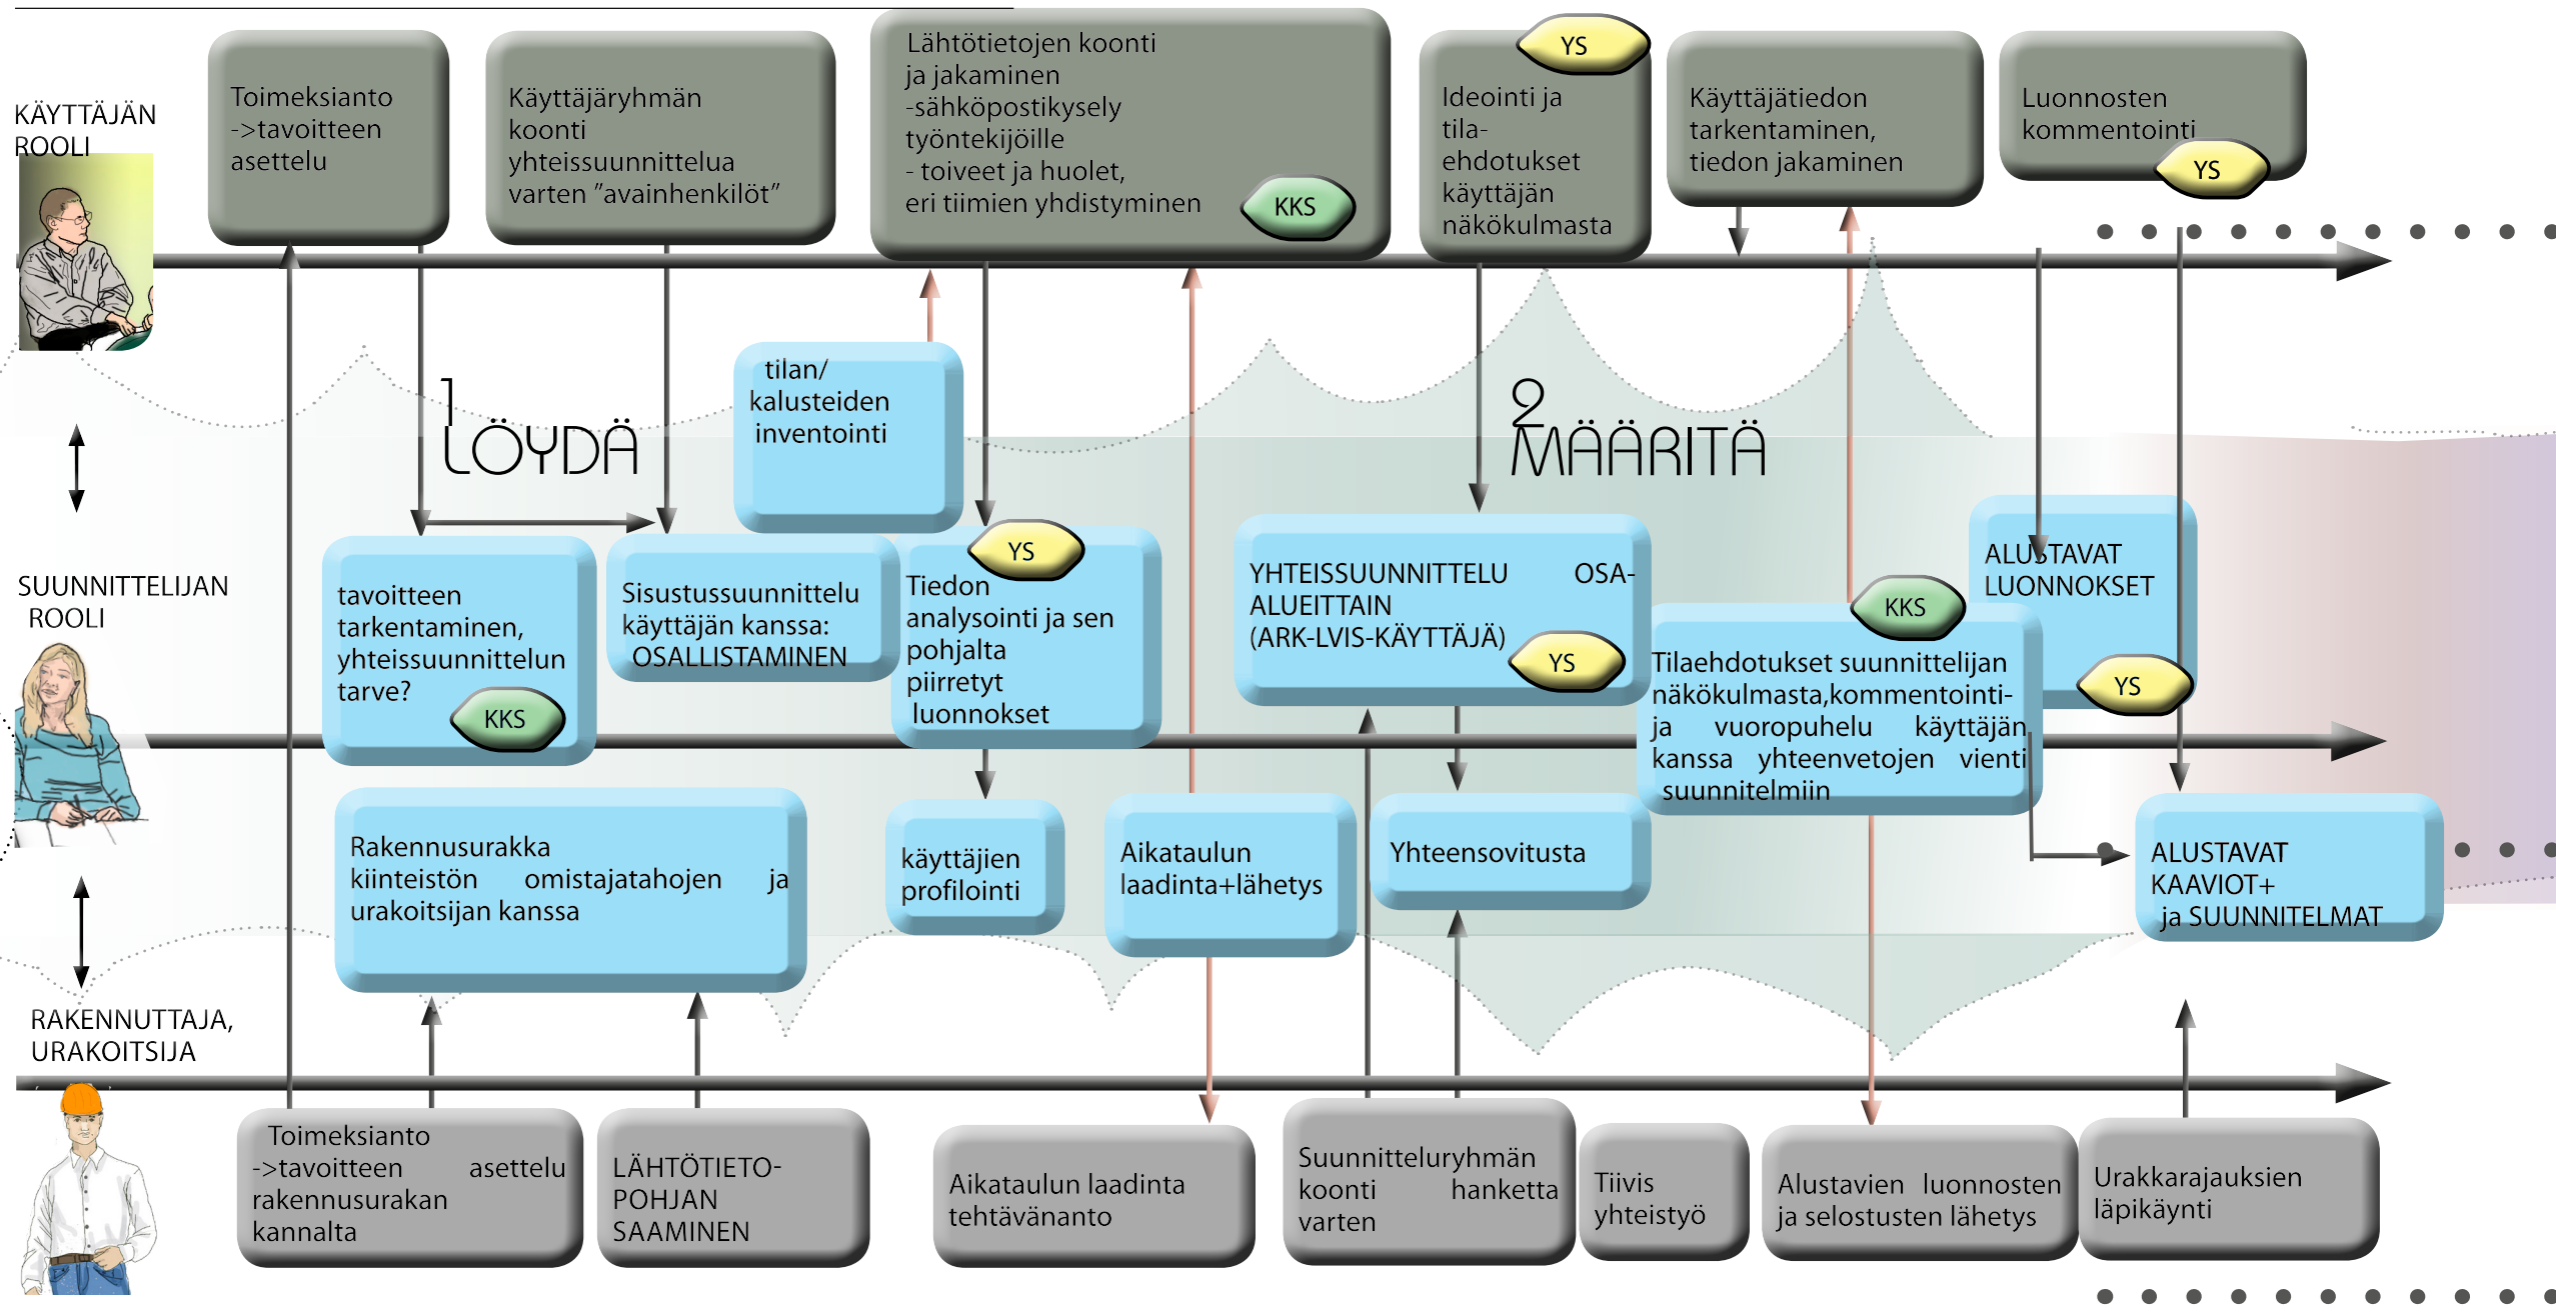 KÄYTTÄJÄN
ROOLI
Toimeksianto
->tavoitteen
asettelu
Käyttäjäryhmän
koonti
yhteissuunnittelua
varten ”avainhenkilöt”
Lähtötietojen koonti
ja jakaminen
-sähköpostikysely
työntekijöille
- toiveet ja huolet,
eri tiimien yhdistyminen
KKS
YS
Ideointi ja
tila-
ehdotukset
käyttäjän
näkökulmasta
Käyttäjätiedon
tarkentaminen,
tiedon jakaminen
Luonnosten
kommentointi
YS
1
LÖYDÄ
2
MÄÄRITÄ
SUUNNITTELIJAN
ROOLI
tavoitteen
tarkentaminen,
yhteissuunnittelun
tarve?
KKS
Sisustussuunnittelu
käyttäjän kanssa:
OSALLISTAMINEN
tilan/
kalusteiden
inventointi
YS
Tiedon
analysointi ja sen
pohjalta
piirretyt
luonnokset
YHTEISSUUNNITTELU OSA-
ALUEITTAIN
(ARK-LVIS-KÄYTTÄJÄ)
YS
KKS
Tilaehdotukset suunnittelijan
näkökulmasta,kommentointi-
ja vuoropuhelu käyttäjän
kanssa yhteenvetojen vienti
suunnitelmiin
ALUSTAVAT
LUONNOKSET
YS
Rakennusurakka
kiinteistön omistajatahojen ja
urakoitsijan kanssa
käyttäjien
profilointi
Aikataulun
laadinta+lähetys
Yhteensovitusta
ALUSTAVAT
KAAVIOT+
ja SUUNNITELMAT
RAKENNUTTAJA,
URAKOITSIJA
Toimeksianto
->tavoitteen asettelu
rakennusurakan
kannalta
LÄHTÖTIETO-
POHJAN
SAAMINEN
Aikataulun laadinta
tehtävänanto
Suunnitteluryhmän
koonti hanketta
varten
Tiivis
yhteistyö
Alustavien luonnosten
ja selostusten lähetys
Urakkarajauksien
läpikäynti